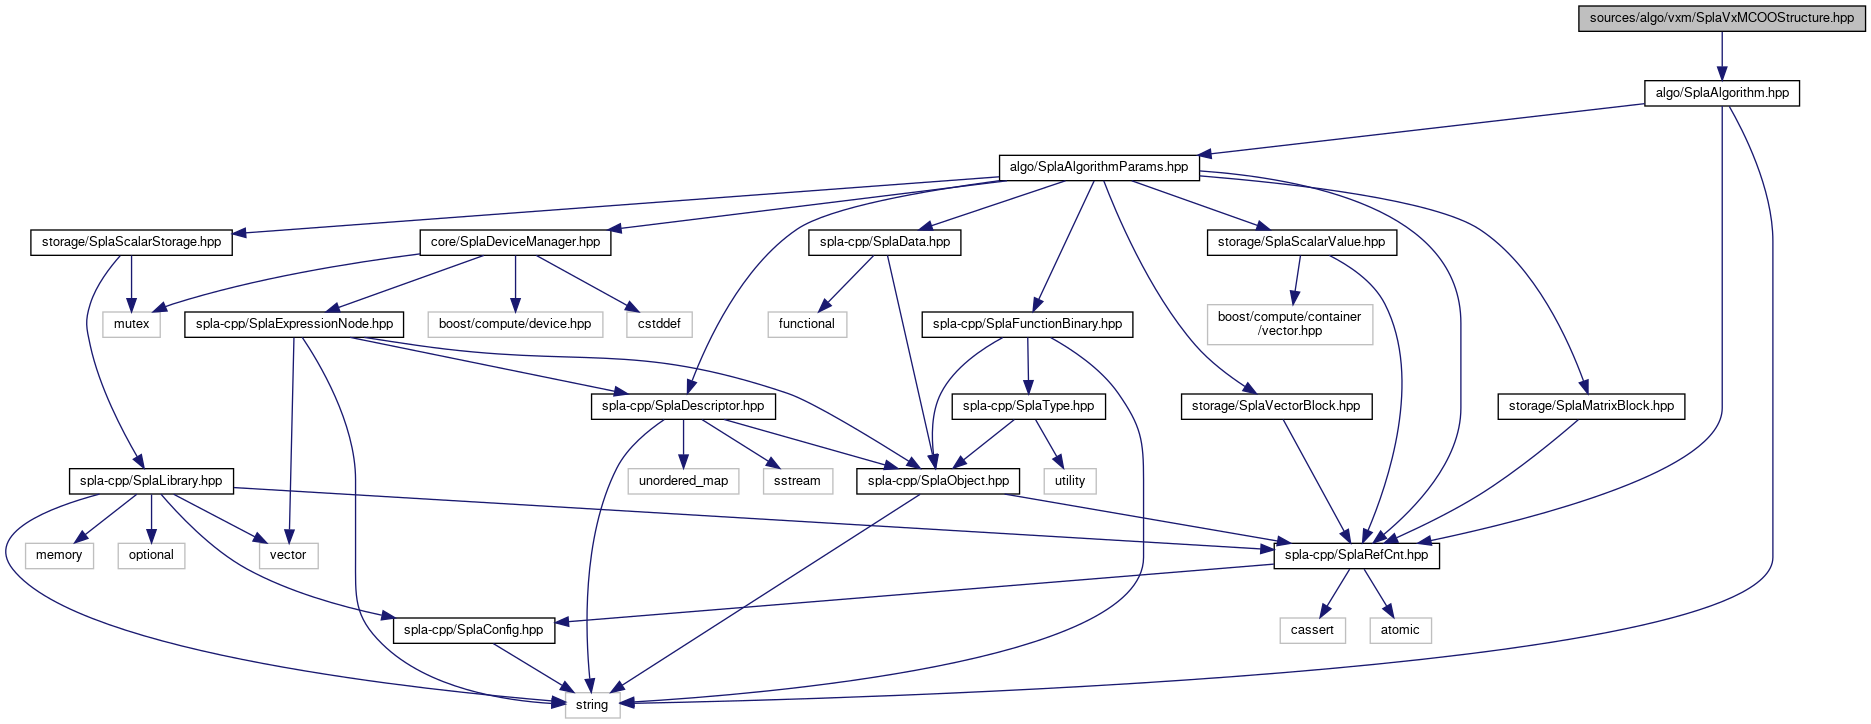 sources/algo/vxm/SplaVxMCOOStructure.hpp
algo/SplaAlgorithm.hpp
algo/SplaAlgorithmParams.hpp
storage/SplaScalarStorage.hpp
core/SplaDeviceManager.hpp
spla-cpp/SplaData.hpp
storage/SplaScalarValue.hpp
mutex
spla-cpp/SplaExpressionNode.hpp
boost/compute/device.hpp
cstddef
functional
spla-cpp/SplaFunctionBinary.hpp
boost/compute/container
/vector.hpp
spla-cpp/SplaDescriptor.hpp
spla-cpp/SplaType.hpp
storage/SplaVectorBlock.hpp
storage/SplaMatrixBlock.hpp
spla-cpp/SplaLibrary.hpp
unordered_map
sstream
spla-cpp/SplaObject.hpp
utility
memory
optional
vector
spla-cpp/SplaRefCnt.hpp
spla-cpp/SplaConfig.hpp
cassert
atomic
string